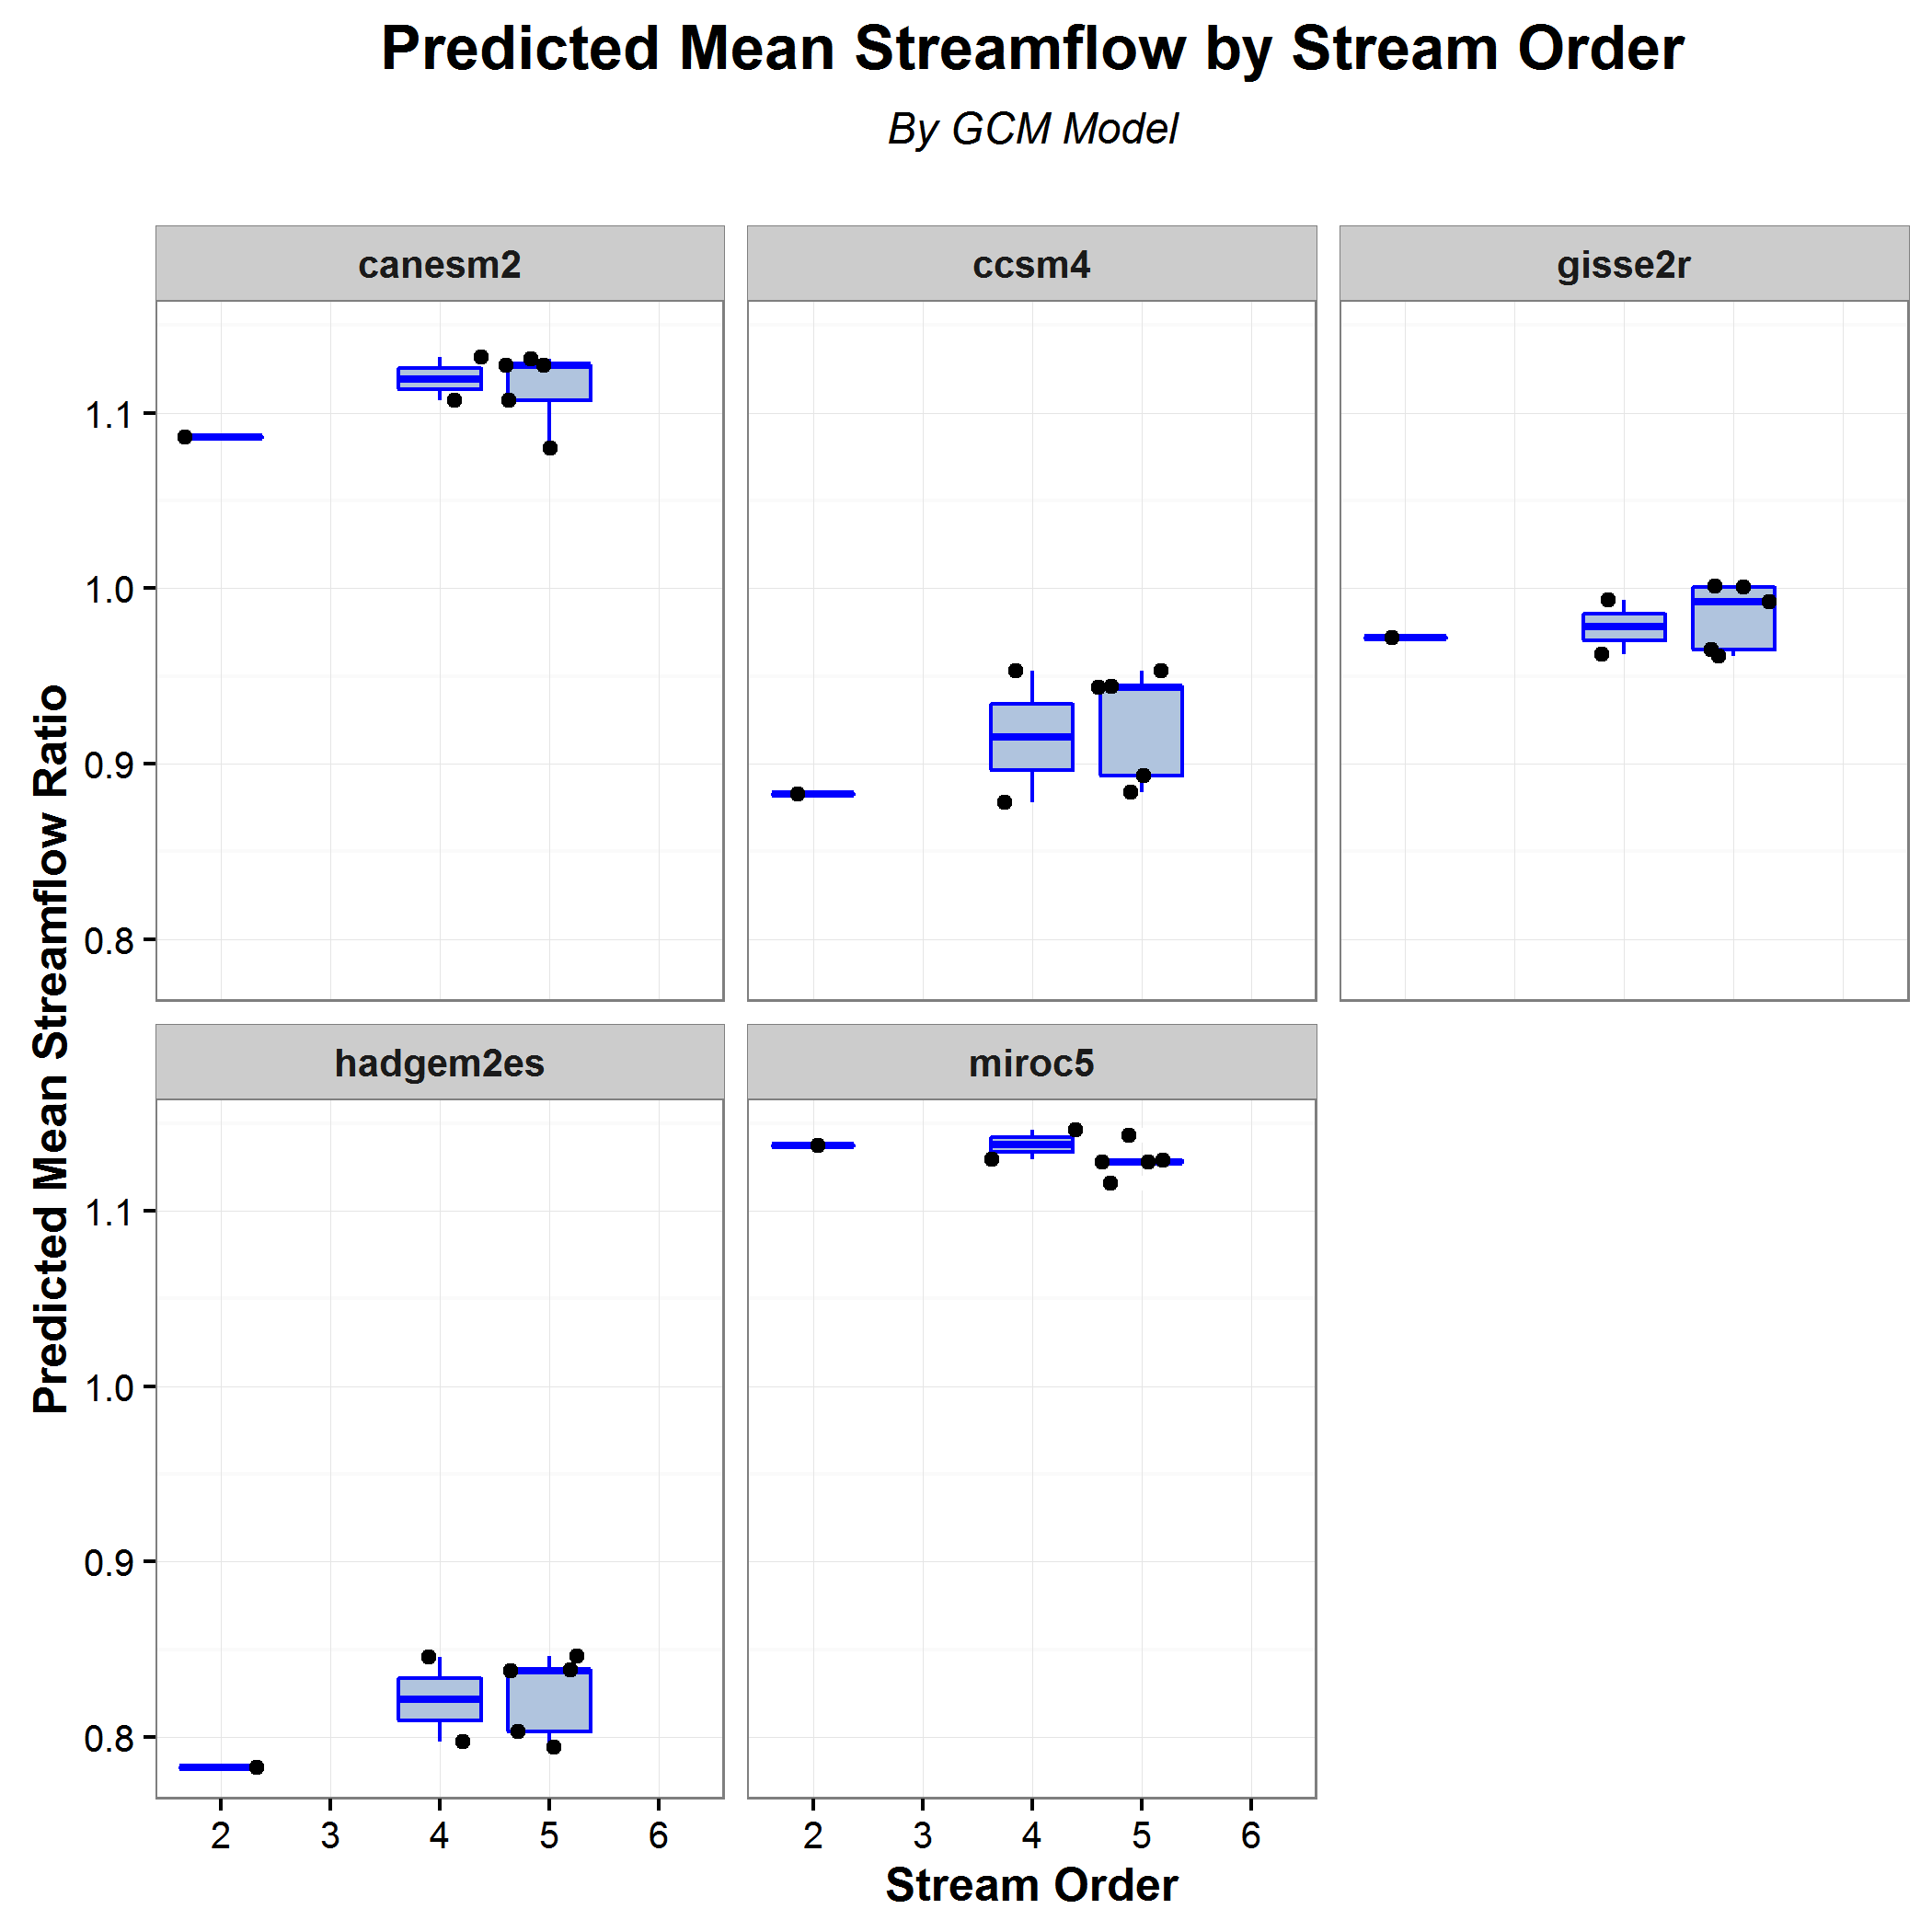 Predicted Mean Streamflow by Stream Order
By GCM Model
canesm2
ccsm4
gisse2r
Predicted Mean Streamflow Ratio
1.1
1.0
0.9
0.8
hadgem2es
miroc5
1.1
1.0
0.9
0.8
2 3 4 5 6
2 3 4 5 6
Stream Order